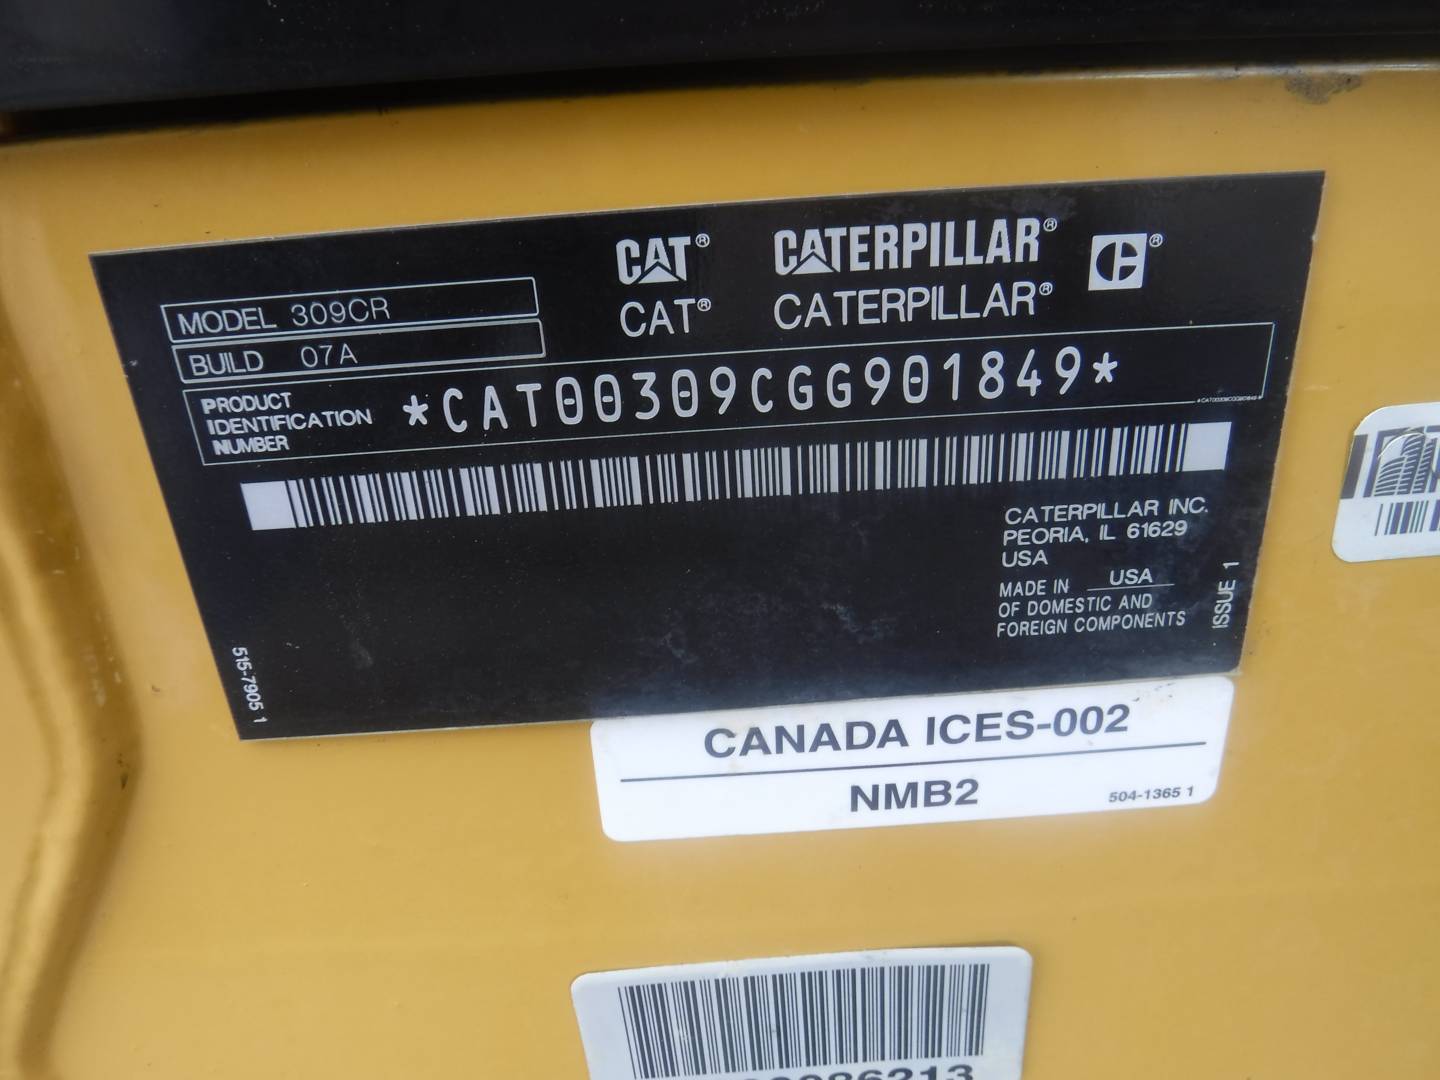 CAT® CATERPILLAR® C®
CAT® CATERPILLAR®
MODEL 309CR
BUILD 07A
PRODUCT
IDENTIFICATION
NUMBER
*CAT00309CGG901849*
*CAT00309CGG901849*
CATERPILLAR INC.
PEORIA, IL 61629
USA
MADE IN USA
OF DOMESTIC AND
FOREIGN COMPONENTS
ISSUE 1
515-7905 1
CANADA ICES-002
NMB2
504-1365 1